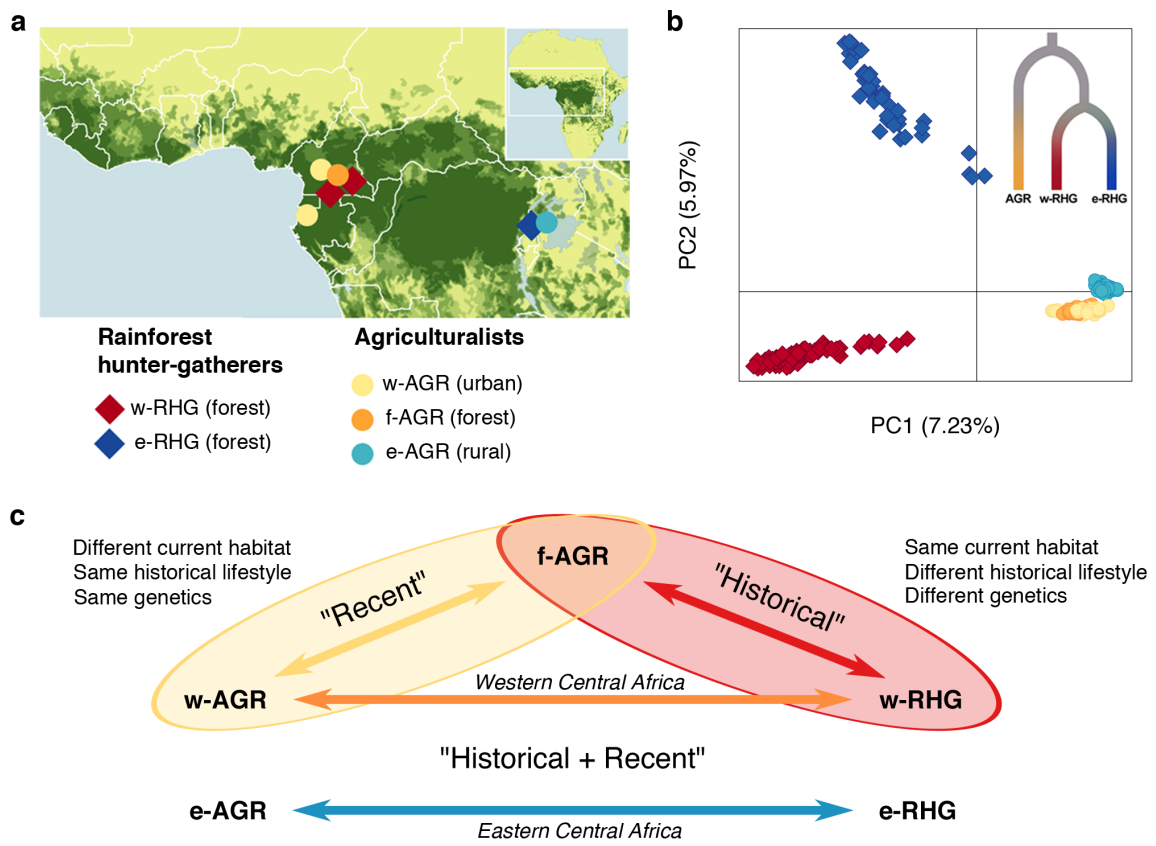 a
Rainforest
hunter-gatherers
w-RHG (forest)
e-RHG (forest)
Agriculturalists
w-AGR (urban)
f-AGR (forest)
e-AGR (rural)
b
PC2 (5.97%)
AGR w-RHG e-RHG
PC1 (7.23%)
c
Different current habitat
Same historical lifestyle
Same genetics
f-AGR
Same current habitat
Different historical lifestyle
Different genetics
"Recent"
"Historical"
w-AGR
Western Central Africa
w-RHG
"Historical + Recent"
e-AGR
e-RHG
Eastern Central Africa